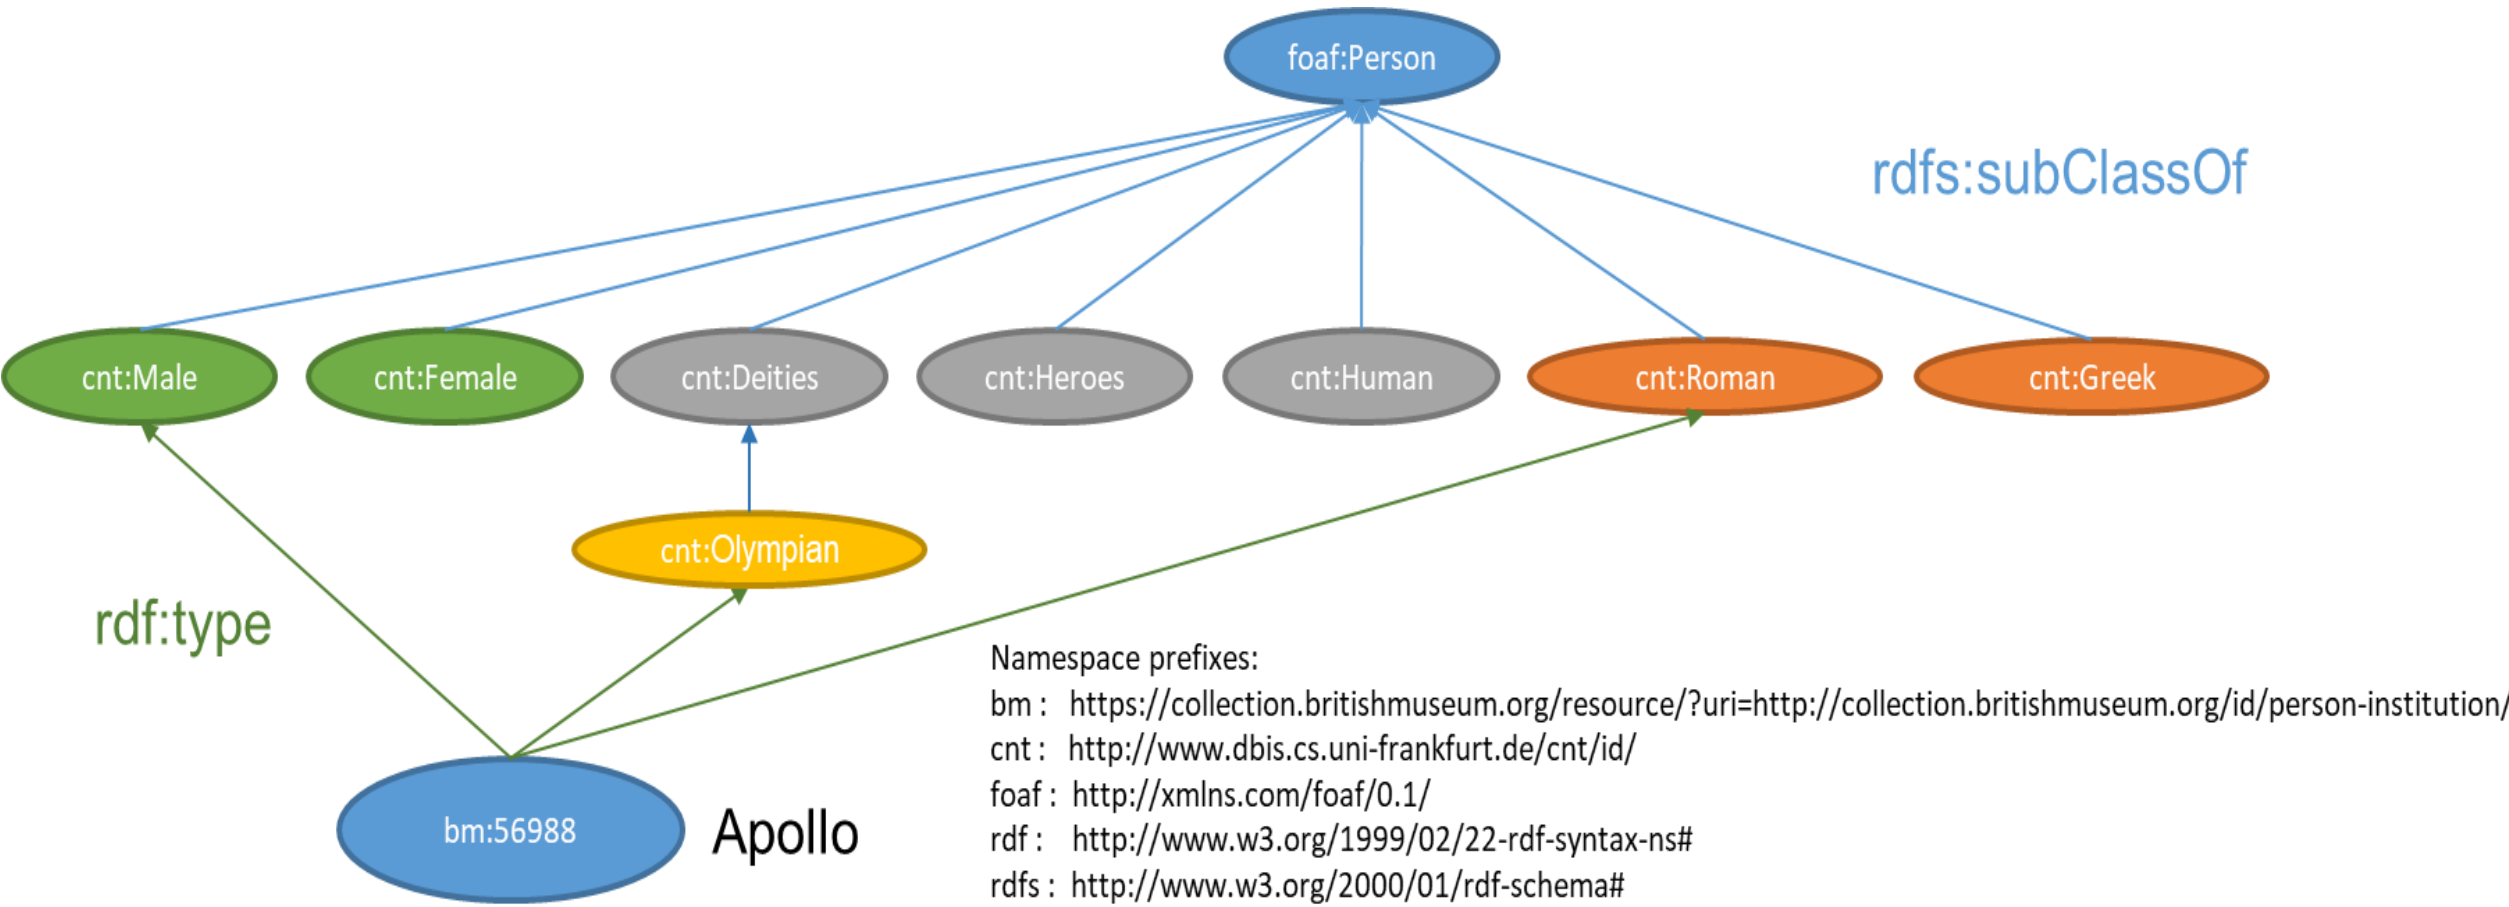 foaf:Person
rdfs:subClassOf
cnt:Male
cnt:Female
cnt:Deities
cnt:Heroes
cnt:Human
cnt:Roman
cnt:Greek
cnt:Olympian
rdf:type
Namespace prefixes:
bm : https://collection.britishmuseum.org/resource/?uri=http://collection.britishmuseum.org/id/person-institution/
cnt : http://www.dbis.cs.uni-frankfurt.de/cnt/id/
foaf : http://xmlns.com/foaf/0.1/
rdf : http://www.w3.org/1999/02/22-rdf-syntax-ns#
rdfs : http://www.w3.org/2000/01/rdf-schema#
bm:56988
Apollo